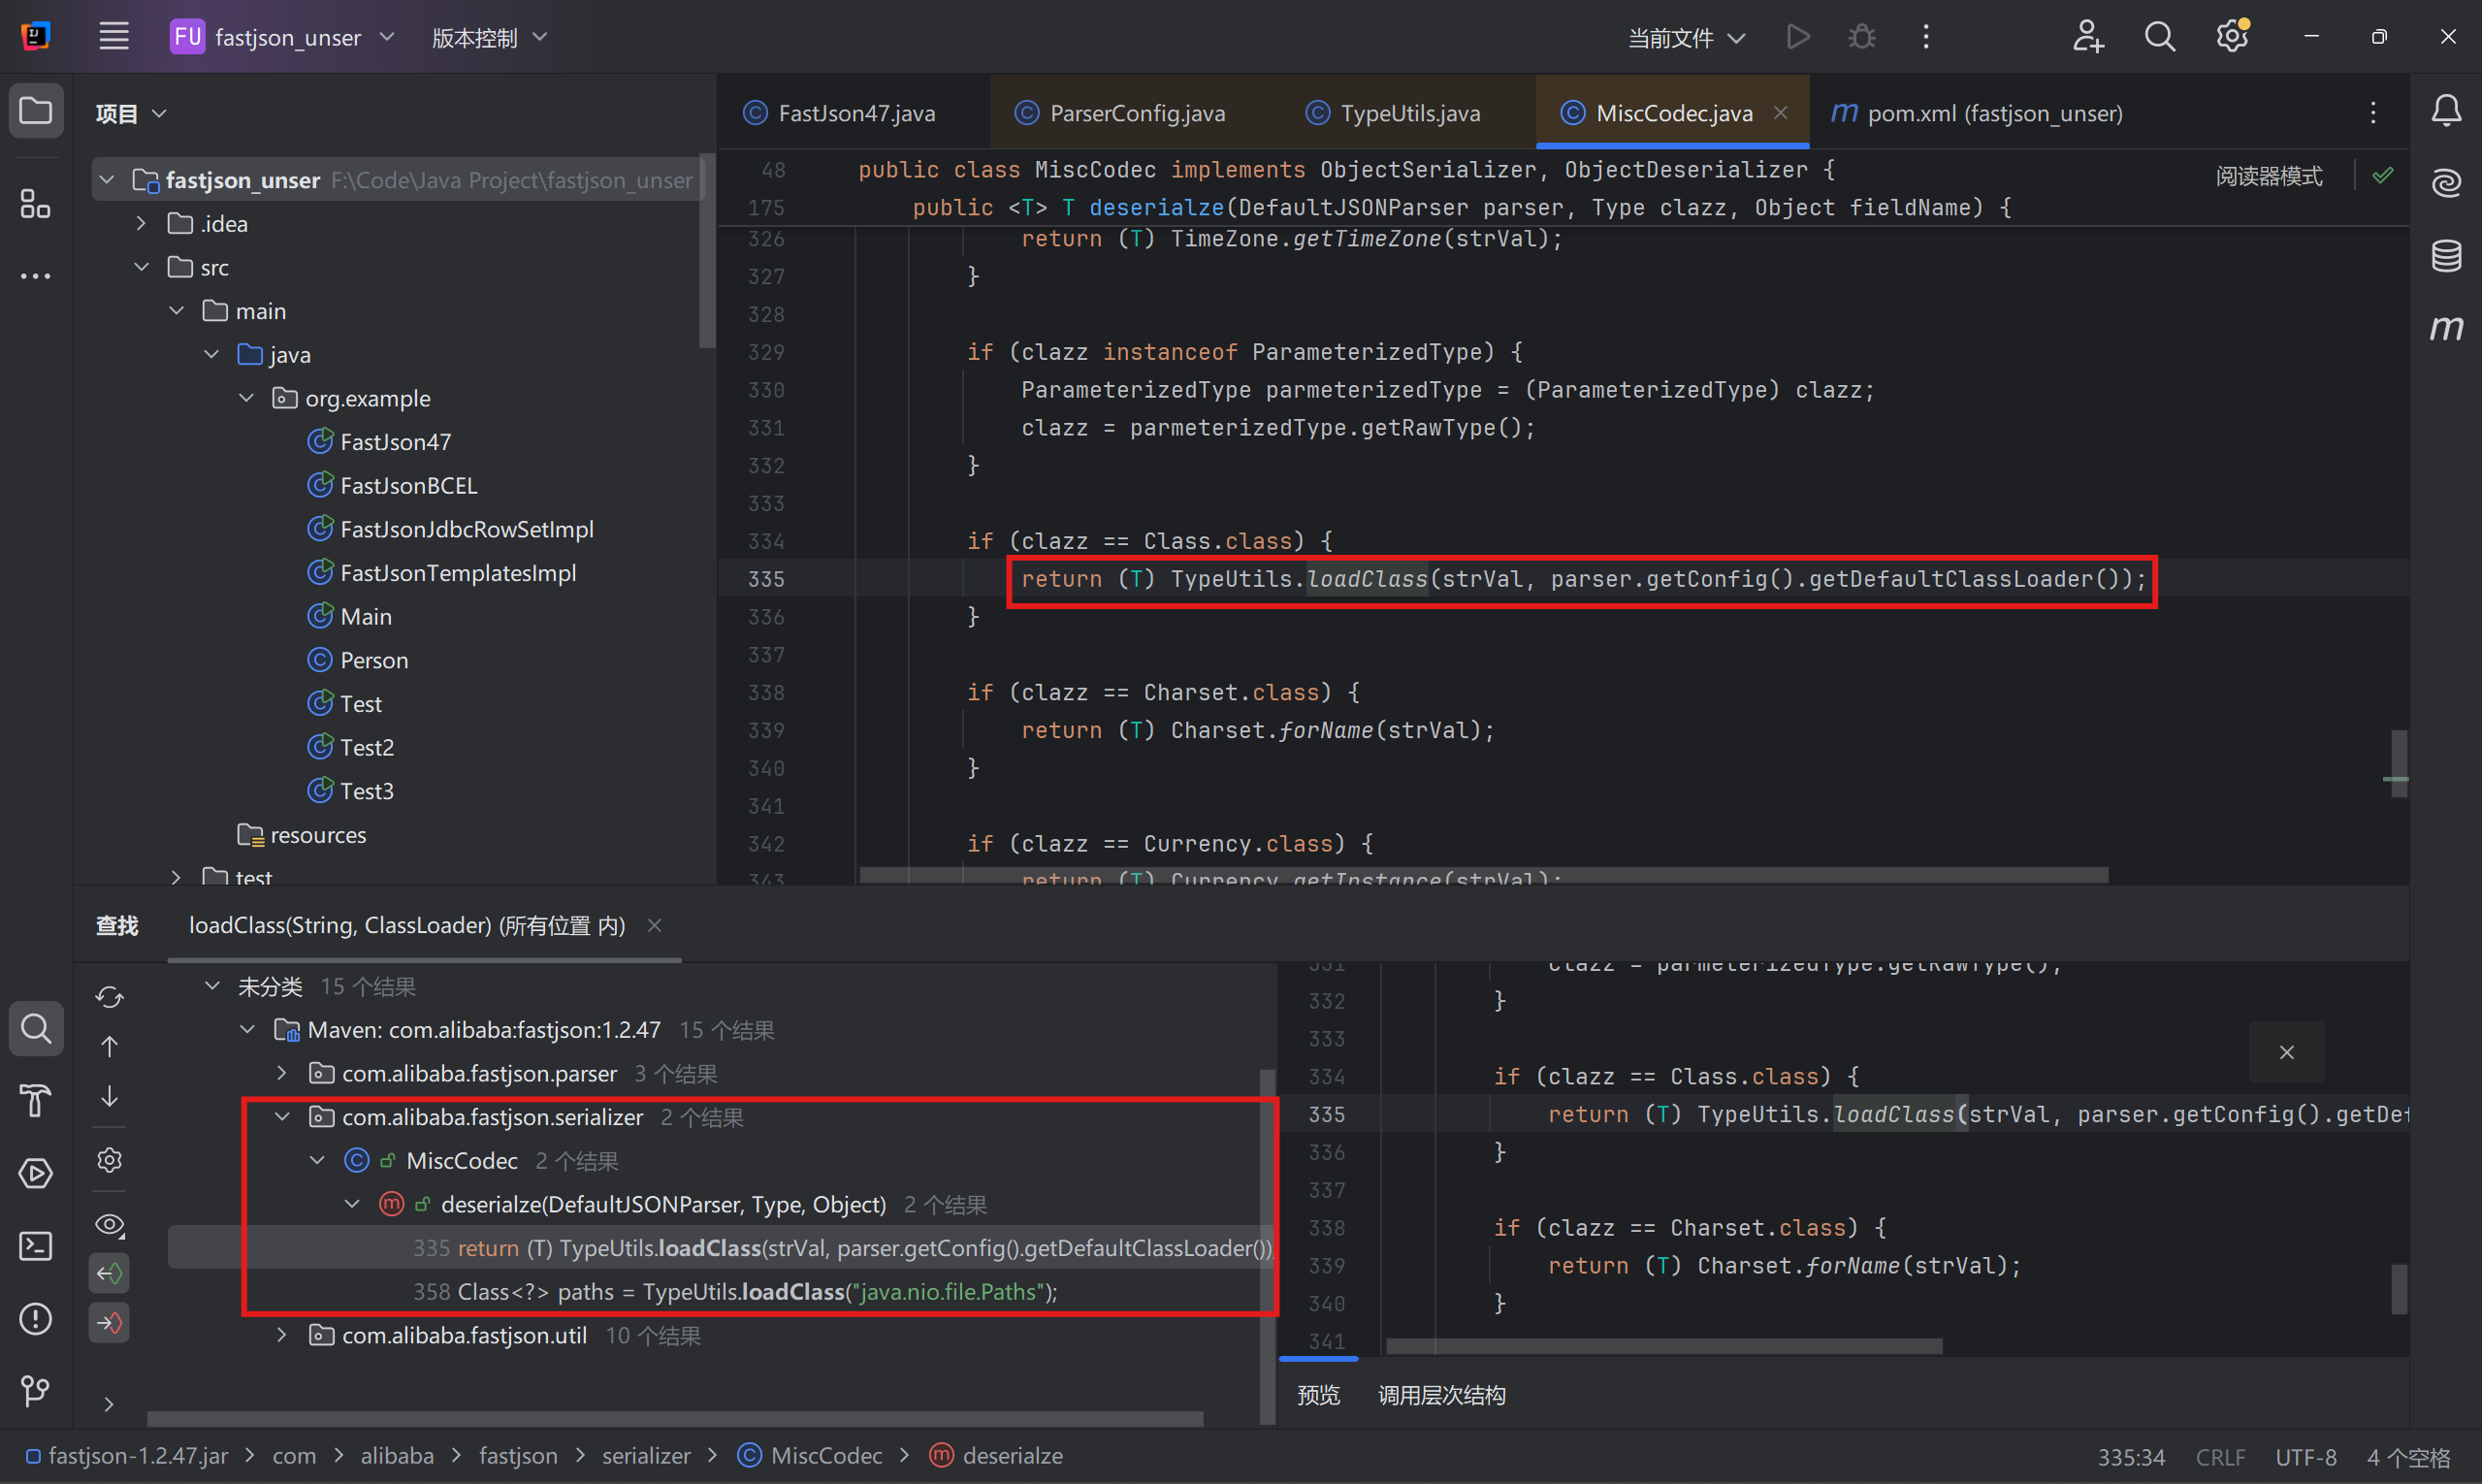 FU fastjson_unser 版本控制 当前文件
项目
fastjson_unser F:\Code\Java Project\fastjson_unser
.idea
src
main
java
org.example
FastJson47
FastJsonBCEL
FastJsonJdbcRowSetImpl
FastJsonTemplatesImpl
Main
Person
Test
Test2
Test3
resources
test
FastJson47.java ParserConfig.java TypeUtils.java MiscCodec.java pom.xml (fastjson_unser)
阅读器模式
48 public class MiscCodec implements ObjectSerializer, ObjectDeserializer {
175 public <T> T deserialze(DefaultJSONParser parser, Type clazz, Object fieldName) {
326 return (T) TimeZone.getTimeZone(strVal);
327 }
328
329 if (clazz instanceof ParameterizedType) {
330 ParameterizedType parmeterizedType = (ParameterizedType) clazz;
331 clazz = parmeterizedType.getRawType();
332 }
333
334 if (clazz == Class.class) {
335 return (T) TypeUtils.loadClass(strVal, parser.getConfig().getDefaultClassLoader());
336 }
337
338 if (clazz == Charset.class) {
339 return (T) Charset.forName(strVal);
340 }
341
342 if (clazz == Currency.class) {
343 return (T) Currency.getInstance(strVal);
查找 loadClass(String, ClassLoader) (所有位置 内)
未分类 15 个结果
Maven: com.alibaba:fastjson:1.2.47 15 个结果
com.alibaba.fastjson.parser 3 个结果
com.alibaba.fastjson.serializer 2 个结果
MiscCodec 2 个结果
deserialze(DefaultJSONParser, Type, Object) 2 个结果
335 return (T) TypeUtils.loadClass(strVal, parser.getConfig().getDefaultClassLoader())
358 Class<?> paths = TypeUtils.loadClass("java.nio.file.Paths");
com.alibaba.fastjson.util 10 个结果
331 clazz = parmeterizedType.getRawType();
332 }
333
334 if (clazz == Class.class) {
335 return (T) TypeUtils.loadClass(strVal, parser.getConfig().getDef
336 }
337
338 if (clazz == Charset.class) {
339 return (T) Charset.forName(strVal);
340 }
341
预览 调用层次结构
fastjson-1.2.47.jar com alibaba fastjson serializer MiscCodec deserialze 335:34 CRLF UTF-8 4 个空格